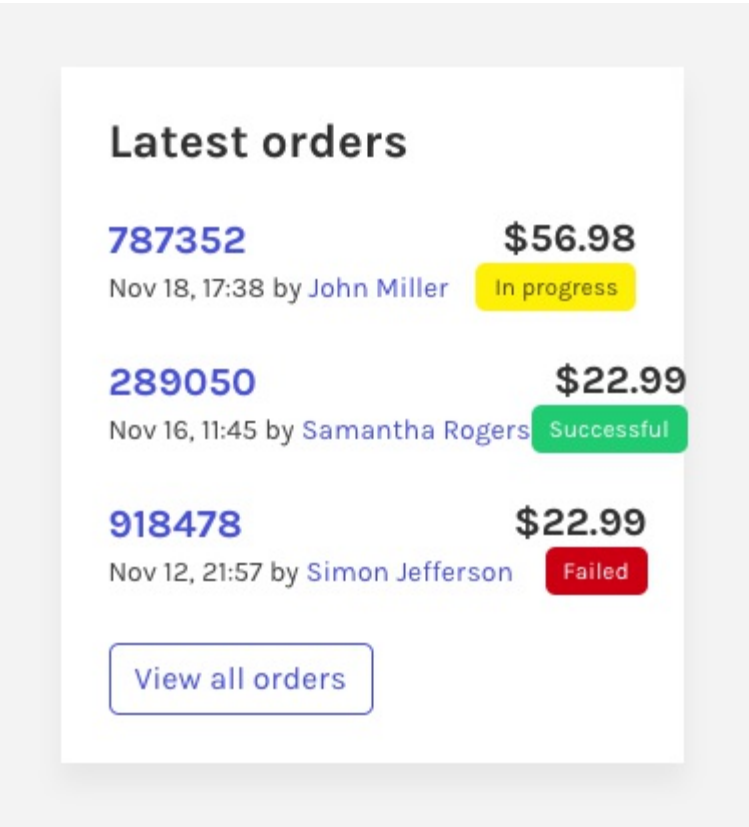 Latest orders
787352 $56.98
Nov 18, 17:38 by John Miller In progress
289050 $22.99
Nov 16, 11:45 by Samantha Rogers Successful
918478 $22.99
Nov 12, 21:57 by Simon Jefferson Failed
View all orders